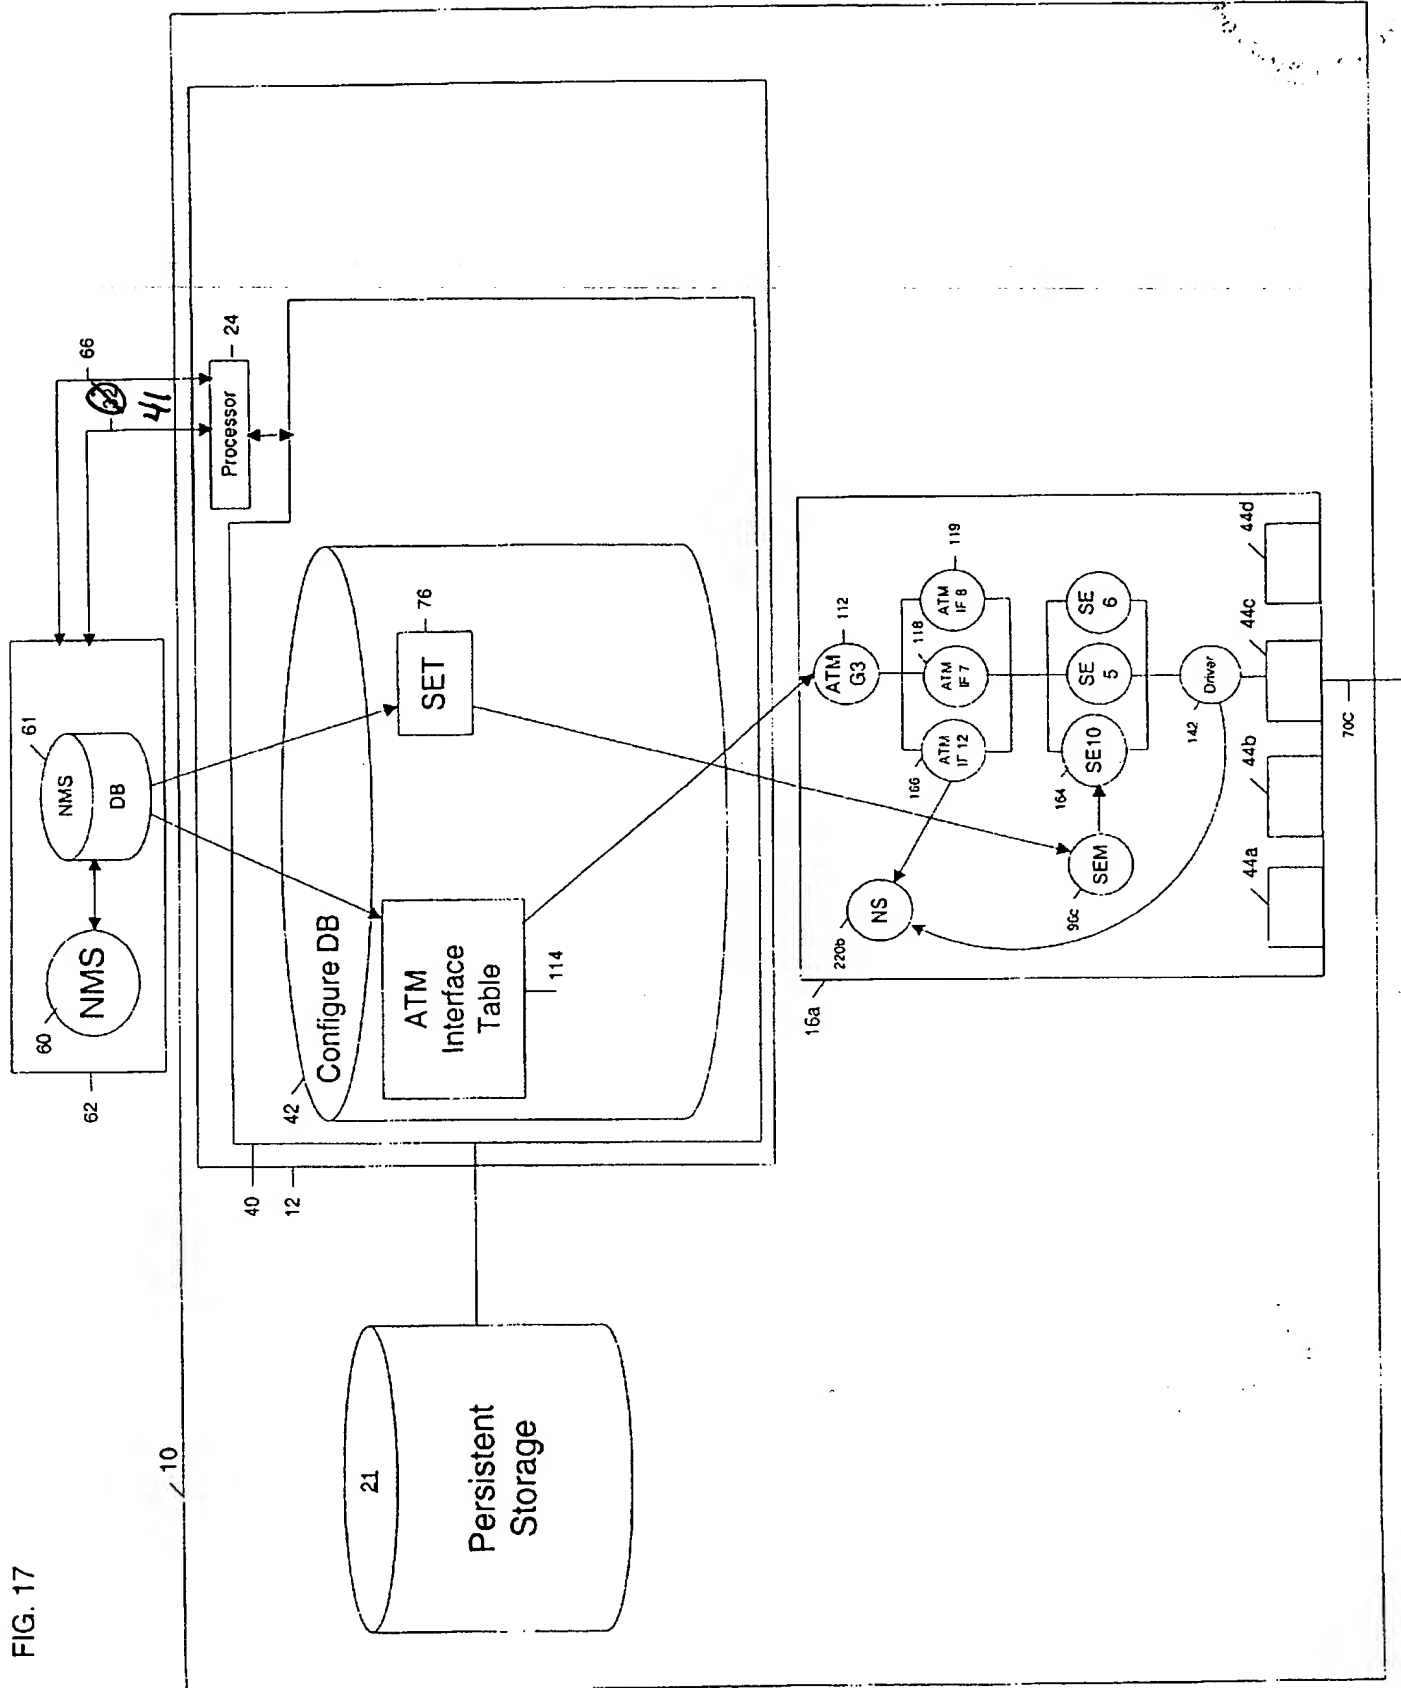 FIG. 17
10
62
60
NMS
61
NMS
DB
66
41
24
Processor
40
12
42
Configure DB
ATM
Interface
Table
114
SET
76
21
Persistent
Storage
16a
220b
NS
ATM
G3
112
166
ATM
IF 12
118
ATM
IF 7
ATM
IF 8
119
96c
SEM
164
SE10
SE
5
SE
6
142
Driver
44a
44b
44c
44d
70C